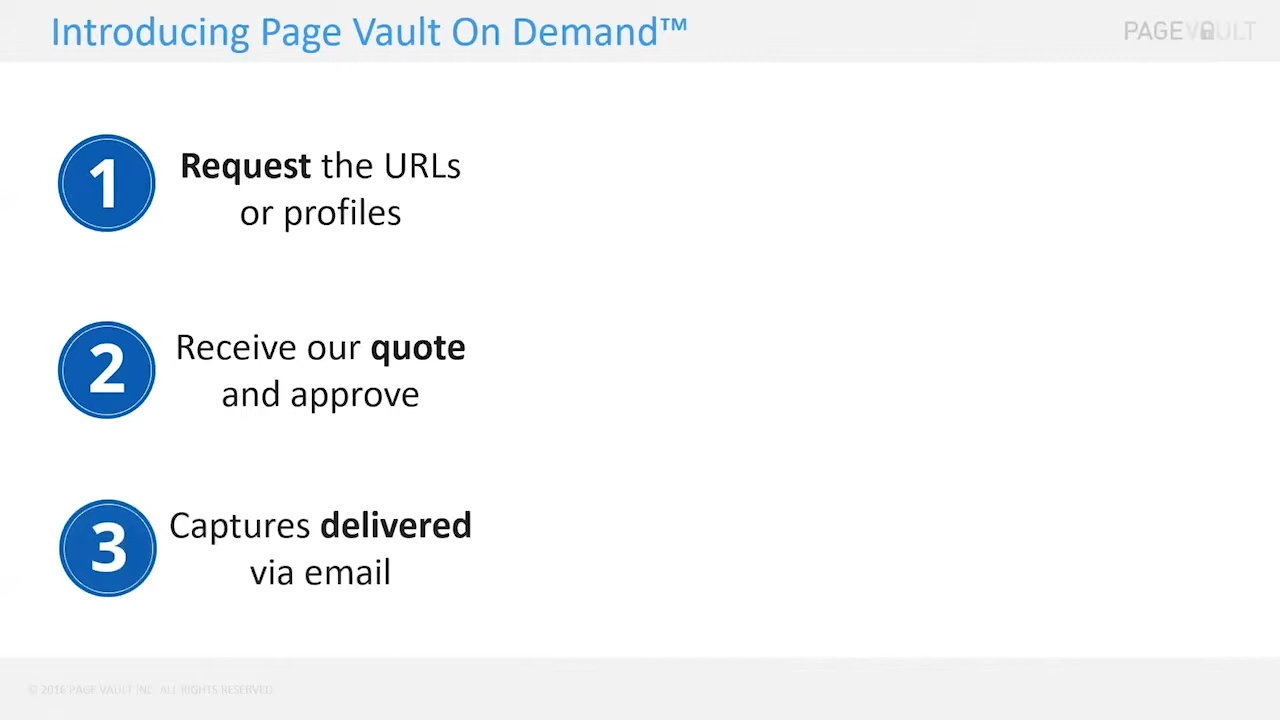 Introducing Page Vault On Demand™
PAGEVAULT
1
Request the URLs
or profiles
2
Receive our quote
and approve
3
Captures delivered
via email
© 2016 PAGE VAULT INC. ALL RIGHTS RESERVED.